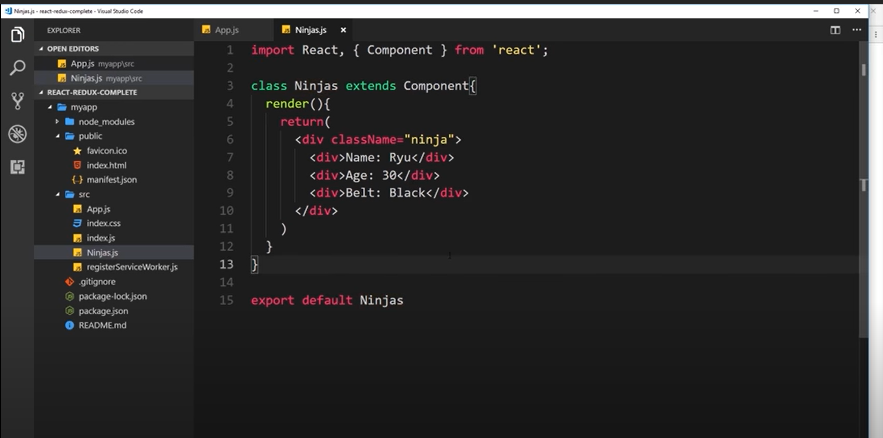 Ninjas.js - react-redux-complete - Visual Studio Code
EXPLORER
OPEN EDITORS
App.js myapp\src
Ninjas.js myapp\src
REACT-REDUX-COMPLETE
myapp
node_modules
public
favicon.ico
index.html
manifest.json
src
App.js
index.css
index.js
Ninjas.js
registerServiceWorker.js
.gitignore
package-lock.json
package.json
README.md
App.js Ninjas.js
1 import React, { Component } from 'react';
2
3 class Ninjas extends Component{
4 render(){
5 return(
6 <div className="ninja">
7 <div>Name: Ryu</div>
8 <div>Age: 30</div>
9 <div>Belt: Black</div>
10 </div>
11 )
12 }
13 }
14
15 export default Ninjas